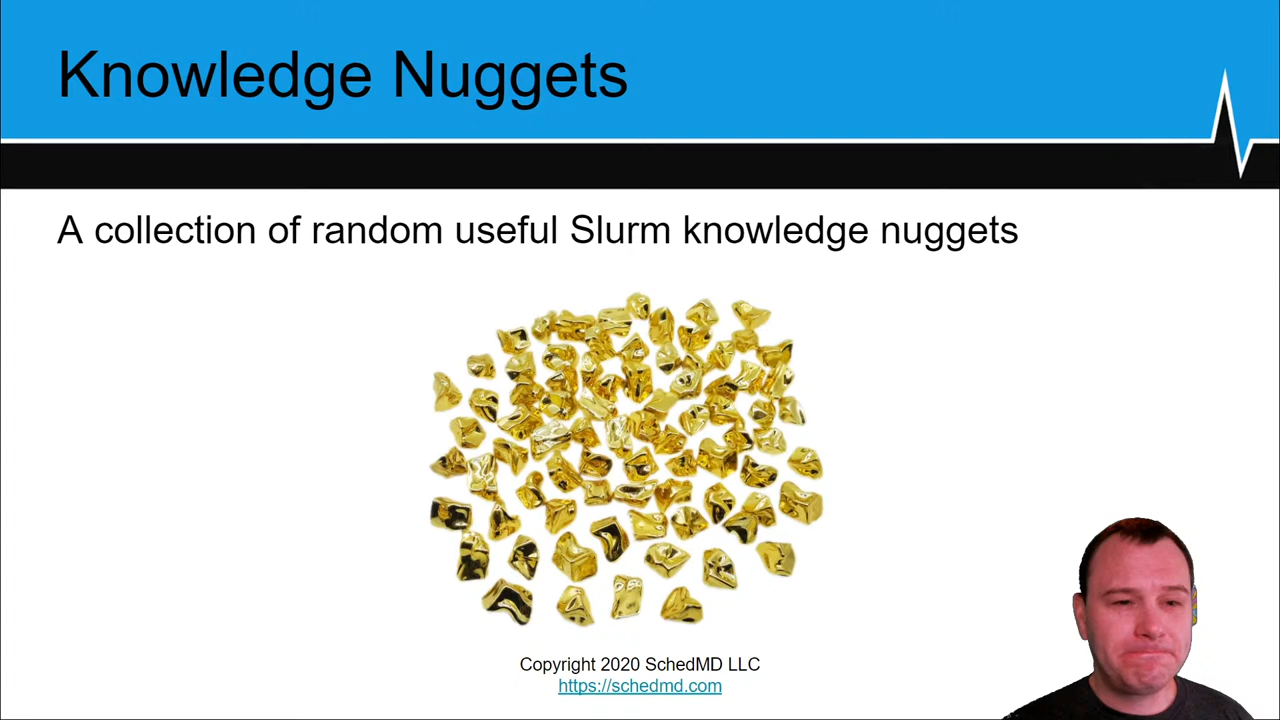 Knowledge Nuggets
A collection of random useful Slurm knowledge nuggets
Copyright 2020 SchedMD LLC
https://schedmd.com